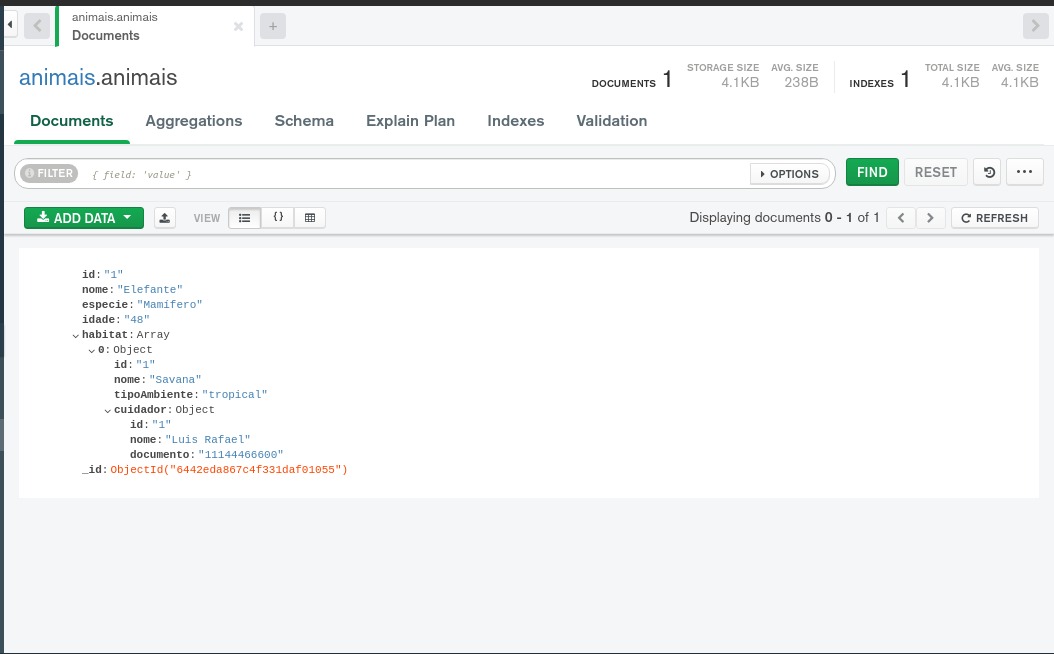 animais.animais
Documents
animais.animais
DOCUMENTS 1 STORAGE SIZE 4.1KB AVG. SIZE 238B INDEXES 1 TOTAL SIZE 4.1KB AVG. SIZE 4.1KB
Documents Aggregations Schema Explain Plan Indexes Validation
FILTER { field: 'value' } OPTIONS FIND RESET ...
ADD DATA VIEW {} Displaying documents 0 - 1 of 1 < > REFRESH
id: "1"
nome: "Elefante"
especie: "Mamífero"
idade: "48"
habitat: Array
0: Object
id: "1"
nome: "Savana"
tipoAmbiente: "tropical"
cuidador: Object
id: "1"
nome: "Luis Rafael"
documento: "11144466600"
_id: ObjectId("6442eda867c4f331daf01055")